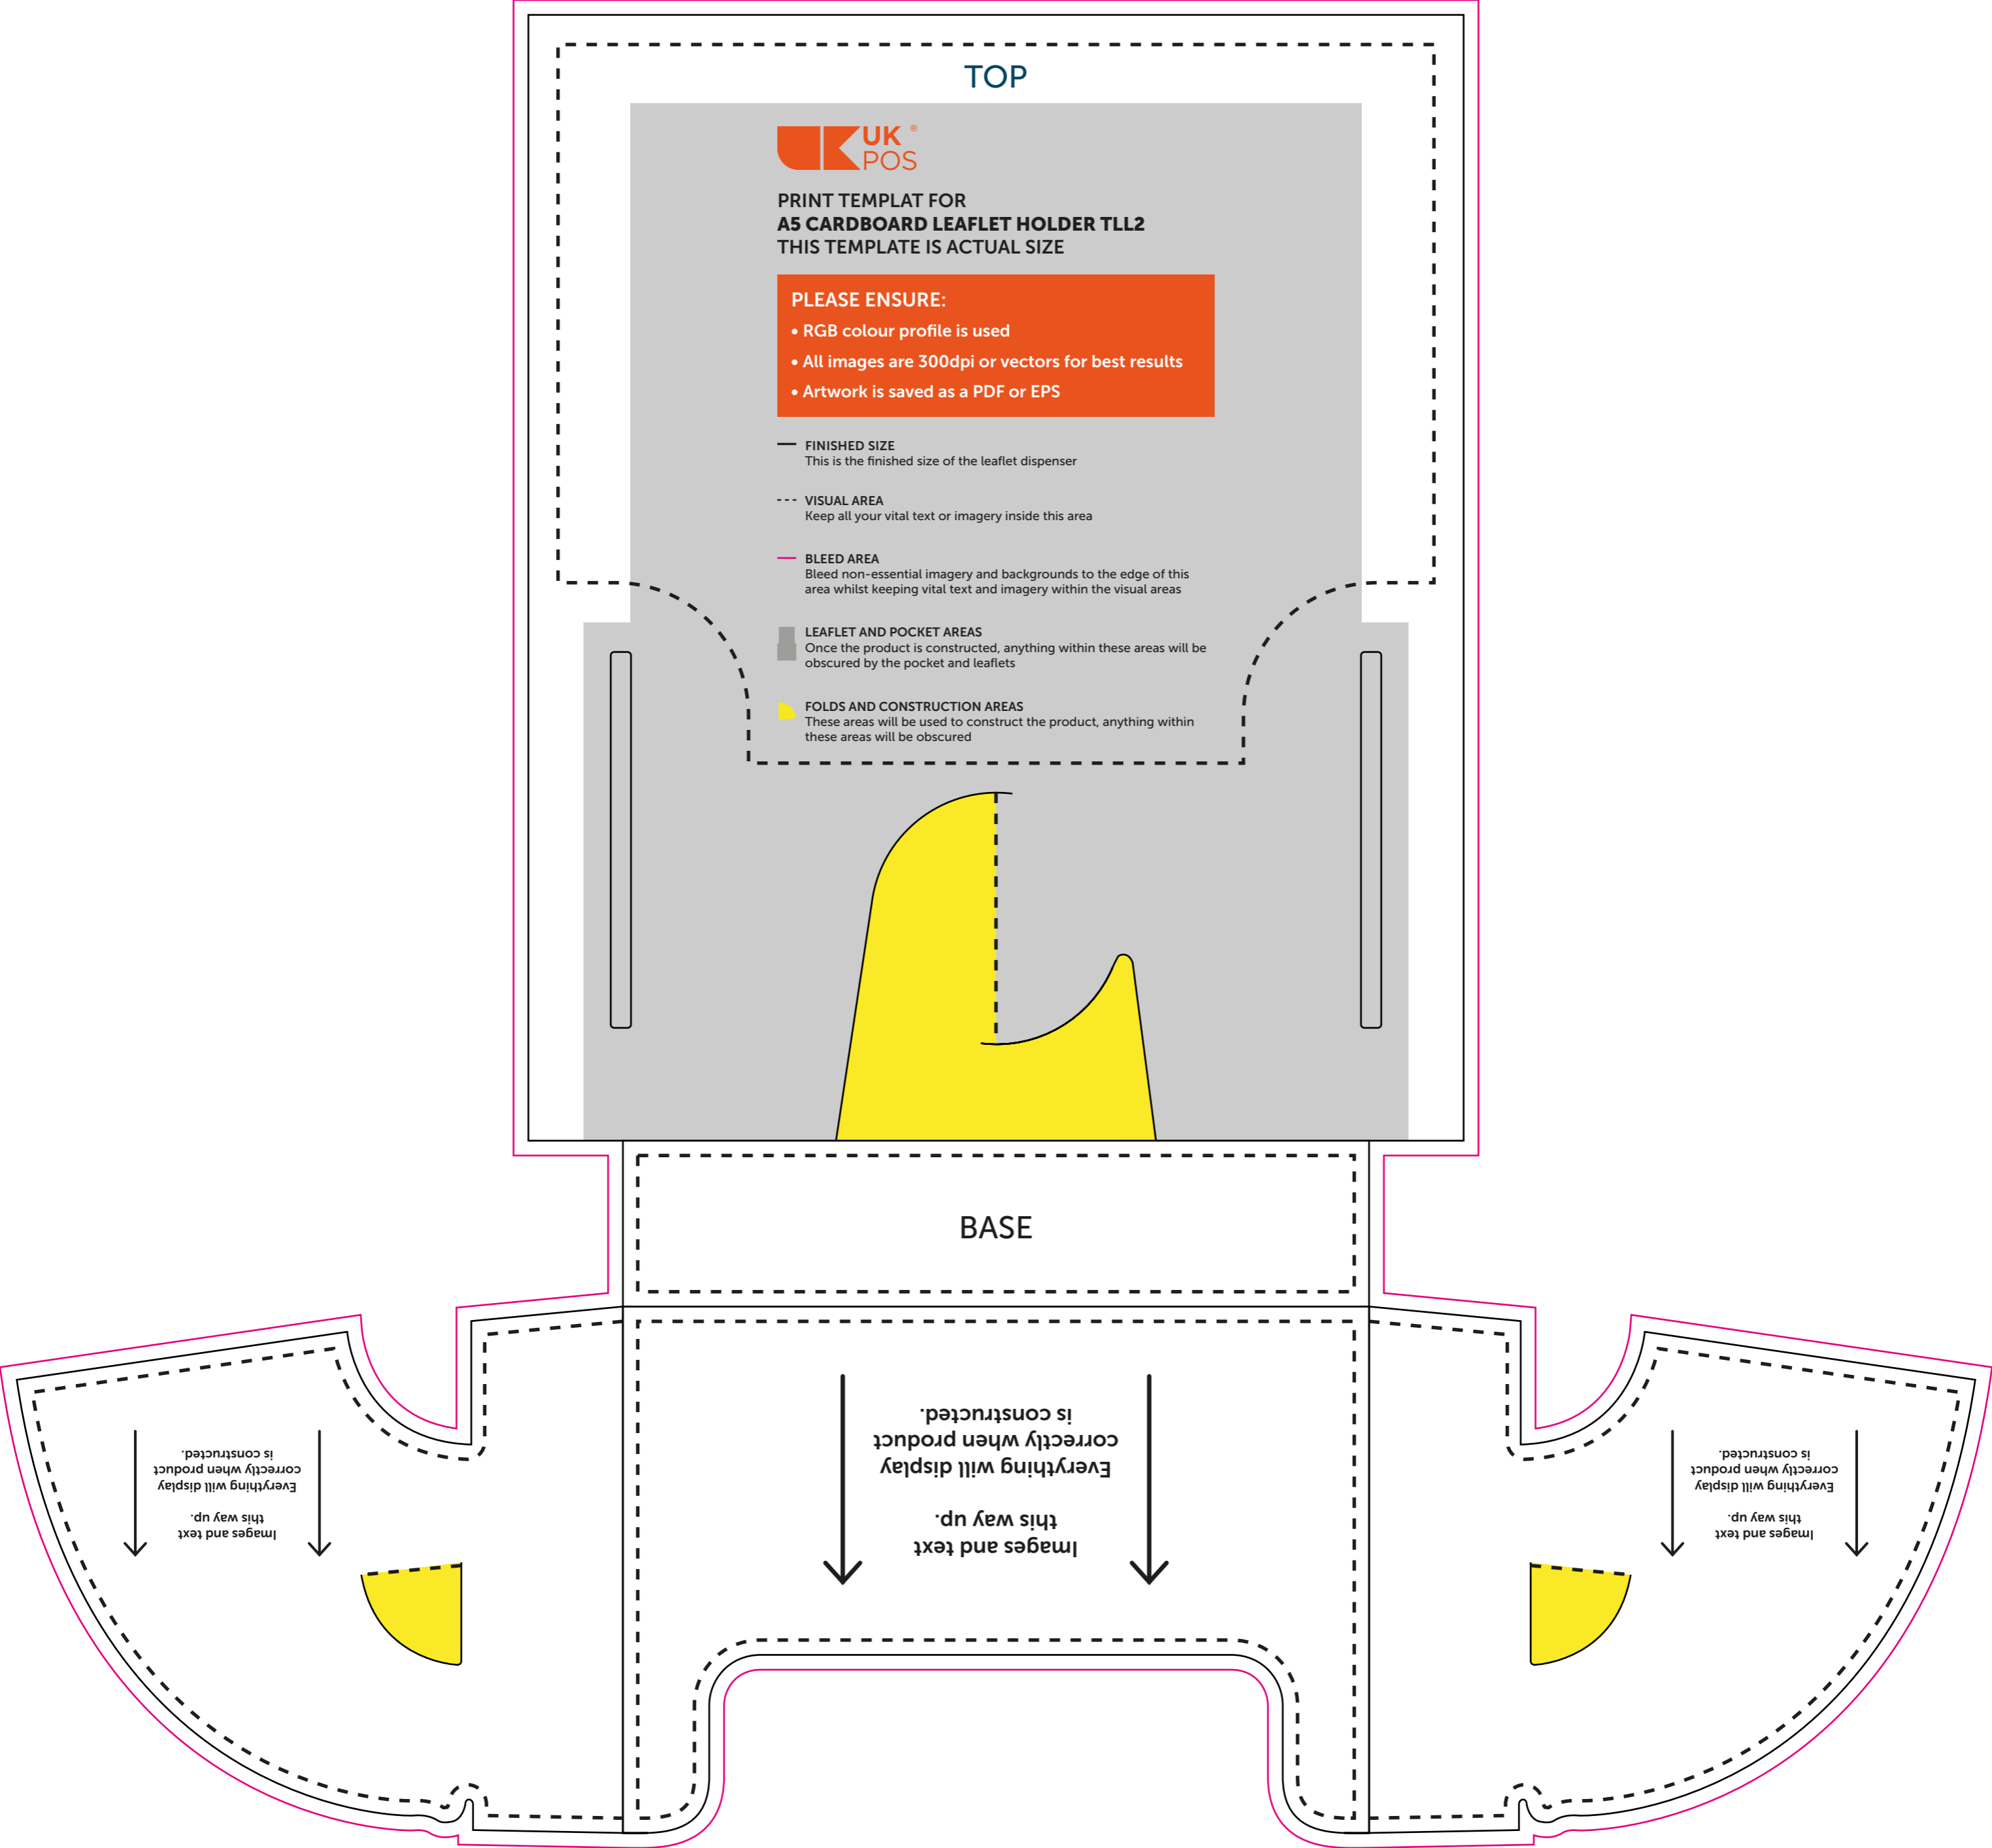 TOP
UK ®
POS
PRINT TEMPLAT FOR
A5 CARDBOARD LEAFLET HOLDER TLL2
THIS TEMPLATE IS ACTUAL SIZE
PLEASE ENSURE:
• RGB colour profile is used
• All images are 300dpi or vectors for best results
• Artwork is saved as a PDF or EPS
FINISHED SIZE
This is the finished size of the leaflet dispenser
VISUAL AREA
Keep all your vital text or imagery inside this area
BLEED AREA
Bleed non-essential imagery and backgrounds to the edge of this
area whilst keeping vital text and imagery within the visual areas
LEAFLET AND POCKET AREAS
Once the product is constructed, anything within these areas will be
obscured by the pocket and leaflets
FOLDS AND CONSTRUCTION AREAS
These areas will be used to construct the product, anything within
these areas will be obscured
BASE
Images and text
this way up.
Everything will display
correctly when product
is constructed.
Images and text
this way up.
Everything will display
correctly when product
is constructed.
Images and text
this way up.
Everything will display
correctly when product
is constructed.